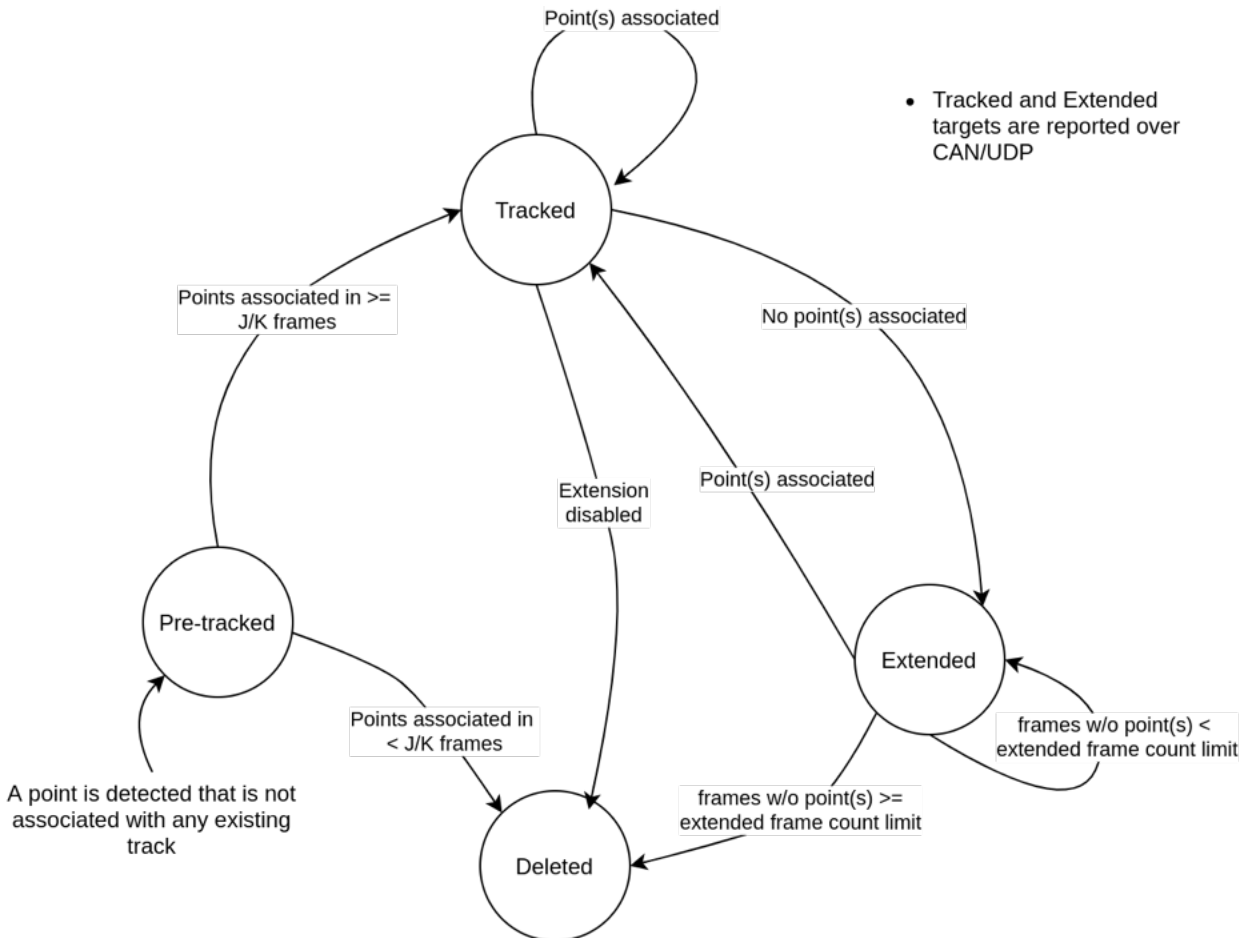 Point(s) associated
• Tracked and Extended
targets are reported over
CAN/UDP
Tracked
Points associated in >=
J/K frames
No point(s) associated
Point(s) associated
Extension
disabled
Pre-tracked
Extended
Points associated in
< J/K frames
frames w/o point(s) <
extended frame count limit
A point is detected that is not
associated with any existing
track
frames w/o point(s) >=
extended frame count limit
Deleted